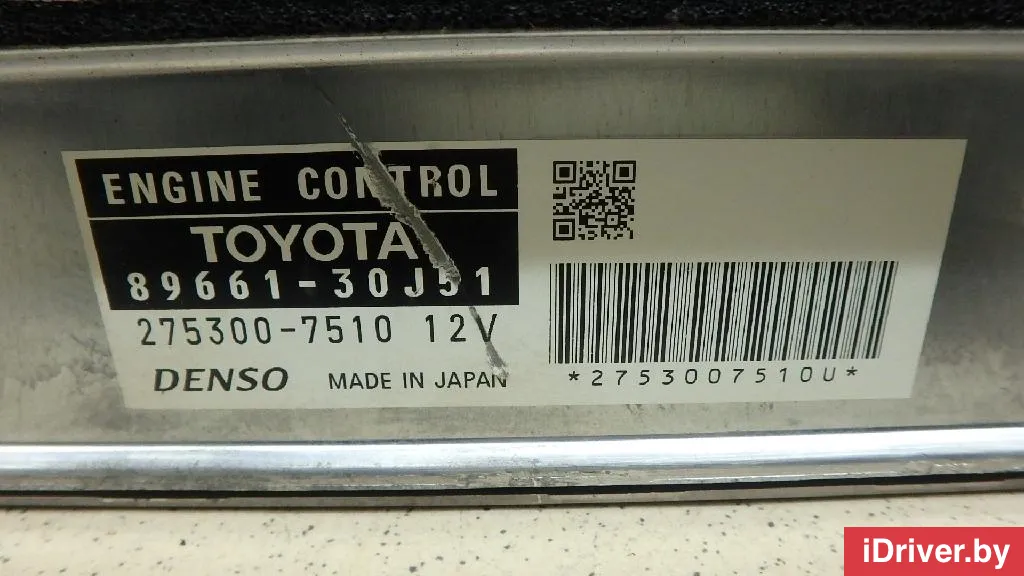 ENGINE CONTROL
TOYOTA
89661-30J51
275300-7510 12V
DENSO MADE IN JAPAN
*2753007510U*
iDriver.by